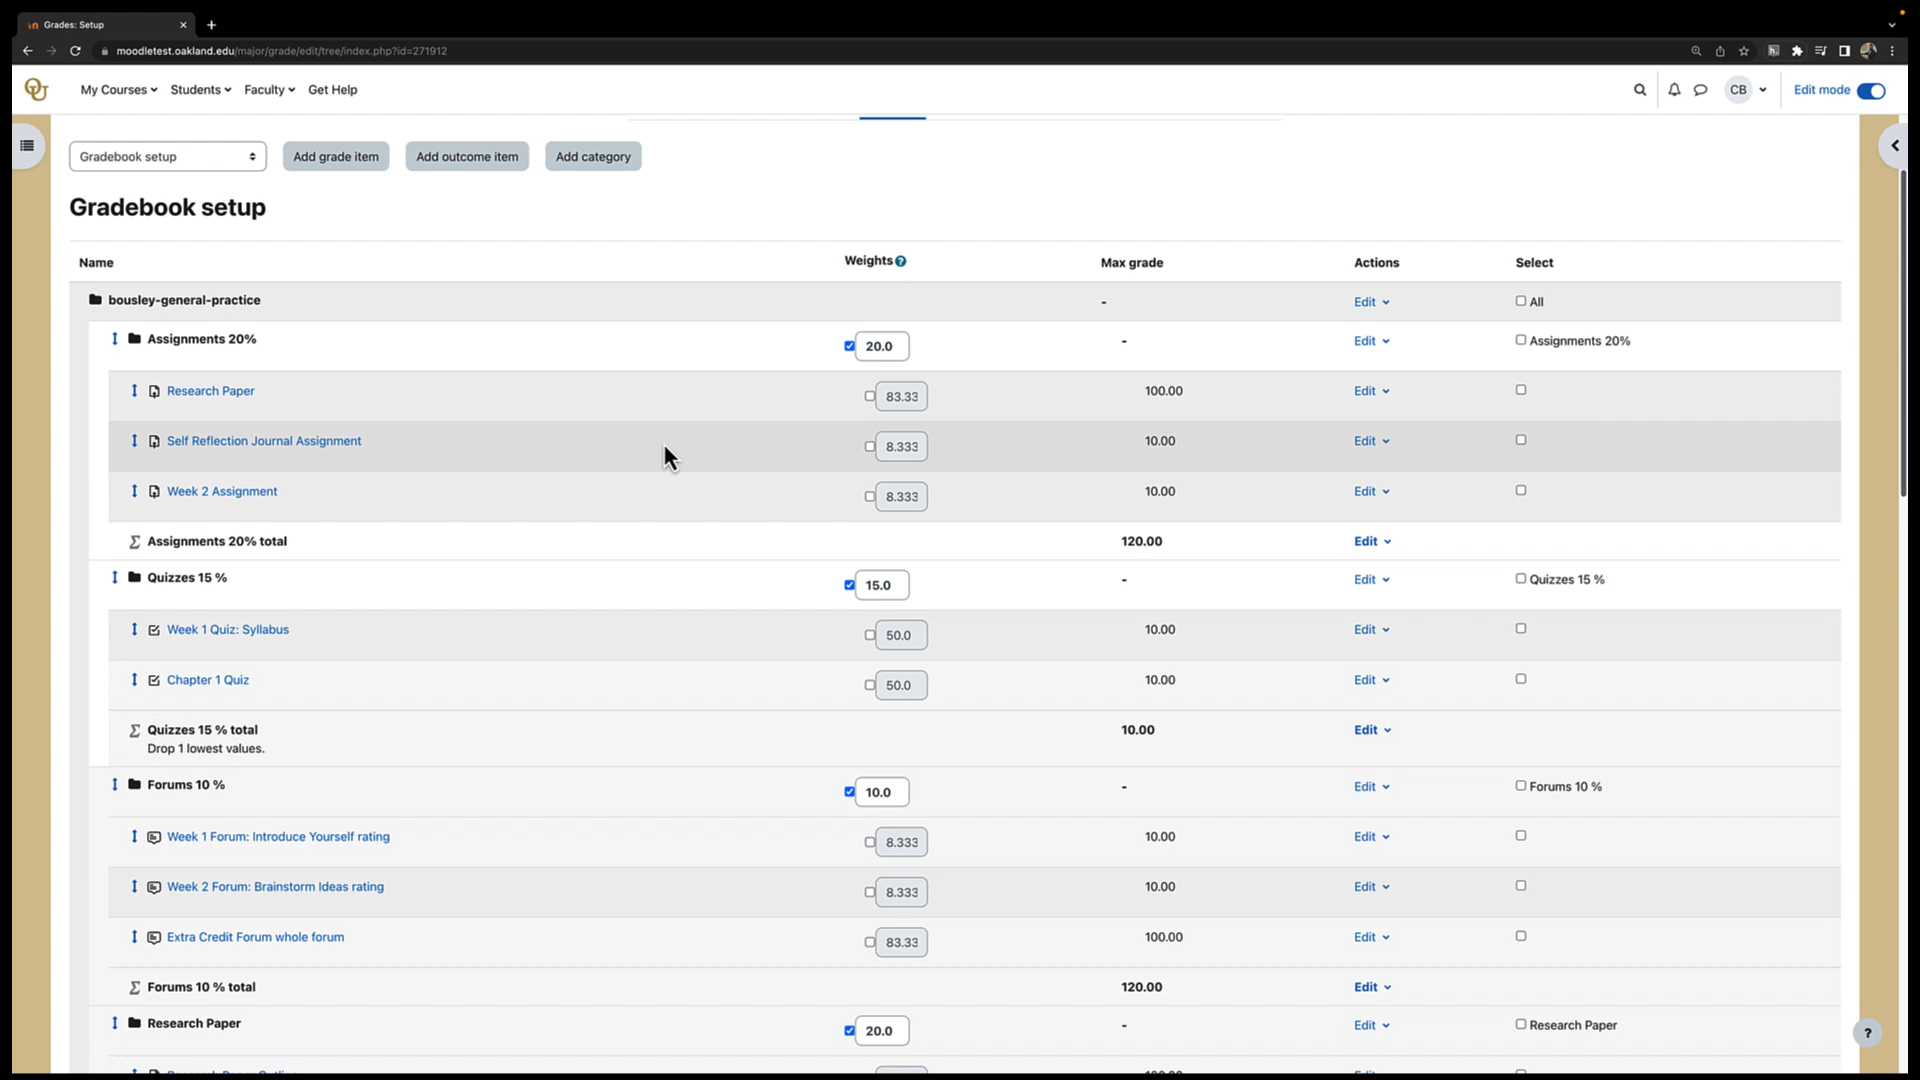 Grades: Setup
moodletest.oakland.edu/major/grade/edit/tree/index.php?id=271912
OU My Courses Students Faculty Get Help CB Edit mode
Gradebook setup Add grade item Add outcome item Add category
Gradebook setup
Name Weights ? Max grade Actions Select
bousley-general-practice - Edit All
Assignments 20% 20.0 - Edit Assignments 20%
Research Paper 83.33 100.00 Edit
Self Reflection Journal Assignment 8.333 10.00 Edit
Week 2 Assignment 8.333 10.00 Edit
Σ Assignments 20% total 120.00 Edit
Quizzes 15 % 15.0 - Edit Quizzes 15 %
Week 1 Quiz: Syllabus 50.0 10.00 Edit
Chapter 1 Quiz 50.0 10.00 Edit
Σ Quizzes 15 % total 10.00 Edit
Drop 1 lowest values.
Forums 10 % 10.0 - Edit Forums 10 %
Week 1 Forum: Introduce Yourself rating 8.333 10.00 Edit
Week 2 Forum: Brainstorm Ideas rating 8.333 10.00 Edit
Extra Credit Forum whole forum 83.33 100.00 Edit
Σ Forums 10 % total 120.00 Edit
Research Paper 20.0 - Edit Research Paper
?